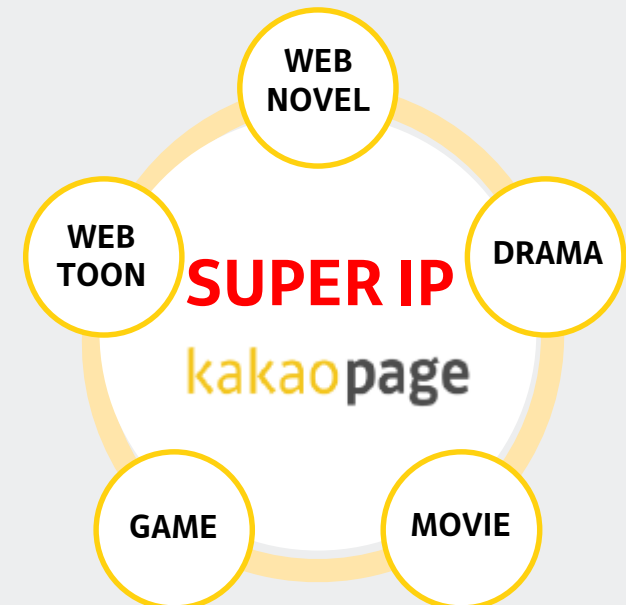 WEB
NOVEL
WEB
TOON
DRAMA
SUPER IP
kakaopage
GAME
MOVIE